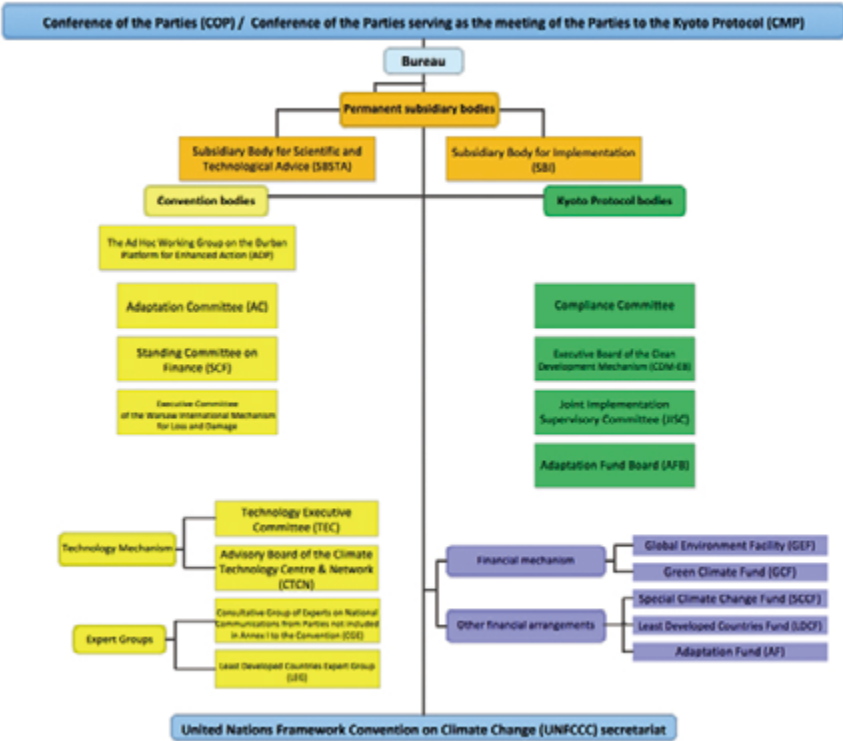 Conference of the Parties (COP) / Conference of the Parties serving as the meeting of the Parties to the Kyoto Protocol (CMP)
Bureau
Permanent subsidiary bodies
Subsidiary Body for Scientific and
Technological Advice (SBSTA)
Subsidiary Body for Implementation
(SBI)
Convention bodies
Kyoto Protocol bodies
The Ad Hoc Working Group on the Durban
Platform for Enhanced Action (ADP)
Adaptation Committee (AC)
Compliance Committee
Standing Committee on
Finance (SCF)
Executive Board of the Clean
Development Mechanism (CDM-EB)
Executive Committee
of the Warsaw International Mechanism
for Loss and Damage
Joint Implementation
Supervisory Committee (JISC)
Adaptation Fund Board (AFB)
Technology Mechanism
Technology Executive
Committee (TEC)
Advisory Board of the Climate
Technology Centre & Network
(CTCN)
Financial mechanism
Global Environment Facility (GEF)
Green Climate Fund (GCF)
Expert Groups
Consultative Group of Experts on National
Communications from Parties not included
in Annex I to the Convention (CGE)
Least Developed Countries Expert Group
(LEG)
Other financial arrangements
Special Climate Change Fund (SCCF)
Least Developed Countries Fund (LDCF)
Adaptation Fund (AF)
United Nations Framework Convention on Climate Change (UNFCCC) secretariat